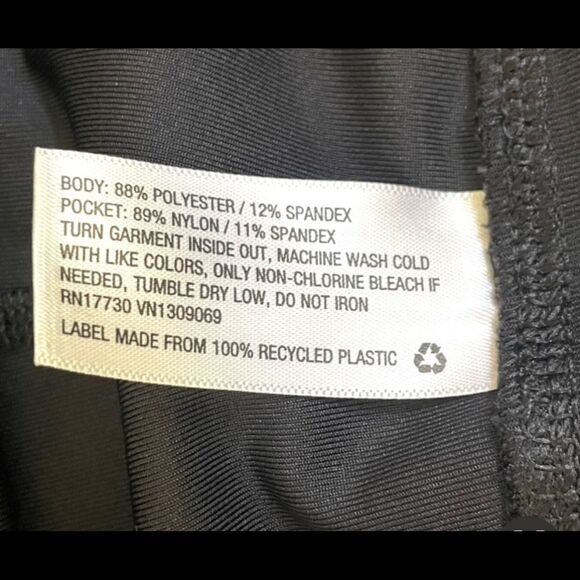 BODY: 88% POLYESTER / 12% SPANDEX
POCKET: 89% NYLON / 11% SPANDEX
TURN GARMENT INSIDE OUT, MACHINE WASH COLD
WITH LIKE COLORS, ONLY NON-CHLORINE BLEACH IF
NEEDED, TUMBLE DRY LOW, DO NOT IRON
RN17730 VN1309069
LABEL MADE FROM 100% RECYCLED PLASTIC